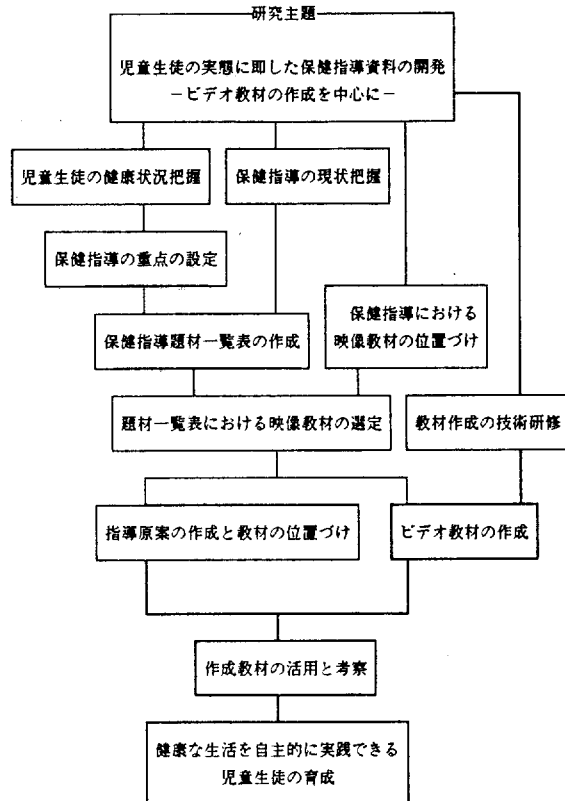 研究主題
児童生徒の実態に即した保健指導資料の開発
－ビデオ教材の作成を中心に－
児童生徒の健康状況把握
保健指導の現状把握
保健指導の重点の設定
保健指導における
映像教材の位置づけ
保健指導題材一覧表の作成
題材一覧表における映像教材の選定
教材作成の技術研修
指導原案の作成と教材の位置づけ
ビデオ教材の作成
作成教材の活用と考察
健康な生活を自主的に実践できる
児童生徒の育成